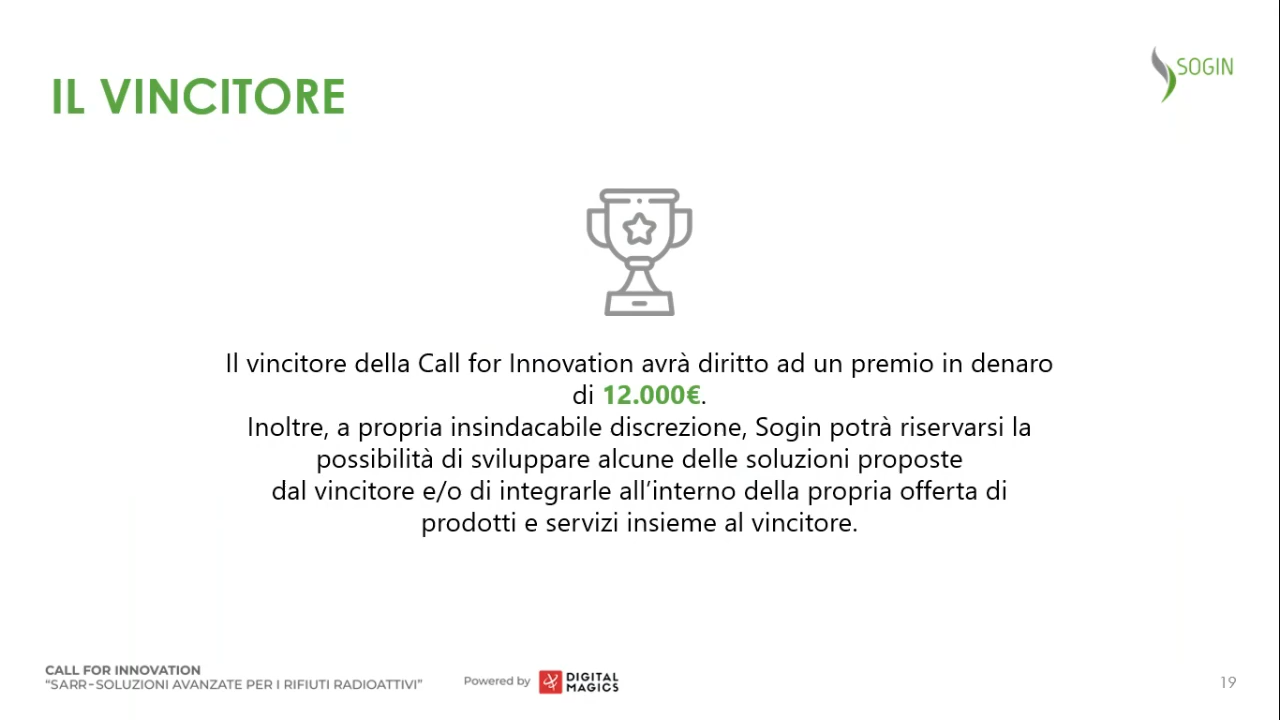 IL VINCITORE
SOGIN
Il vincitore della Call for Innovation avrà diritto ad un premio in denaro
di 12.000€.
Inoltre, a propria insindacabile discrezione, Sogin potrà riservarsi la
possibilità di sviluppare alcune delle soluzioni proposte
dal vincitore e/o di integrarle all’interno della propria offerta di
prodotti e servizi insieme al vincitore.
CALL FOR INNOVATION
“SARR-SOLUZIONI AVANZATE PER I RIFIUTI RADIOATTIVI”
Powered by
DIGITAL
MAGICS
19